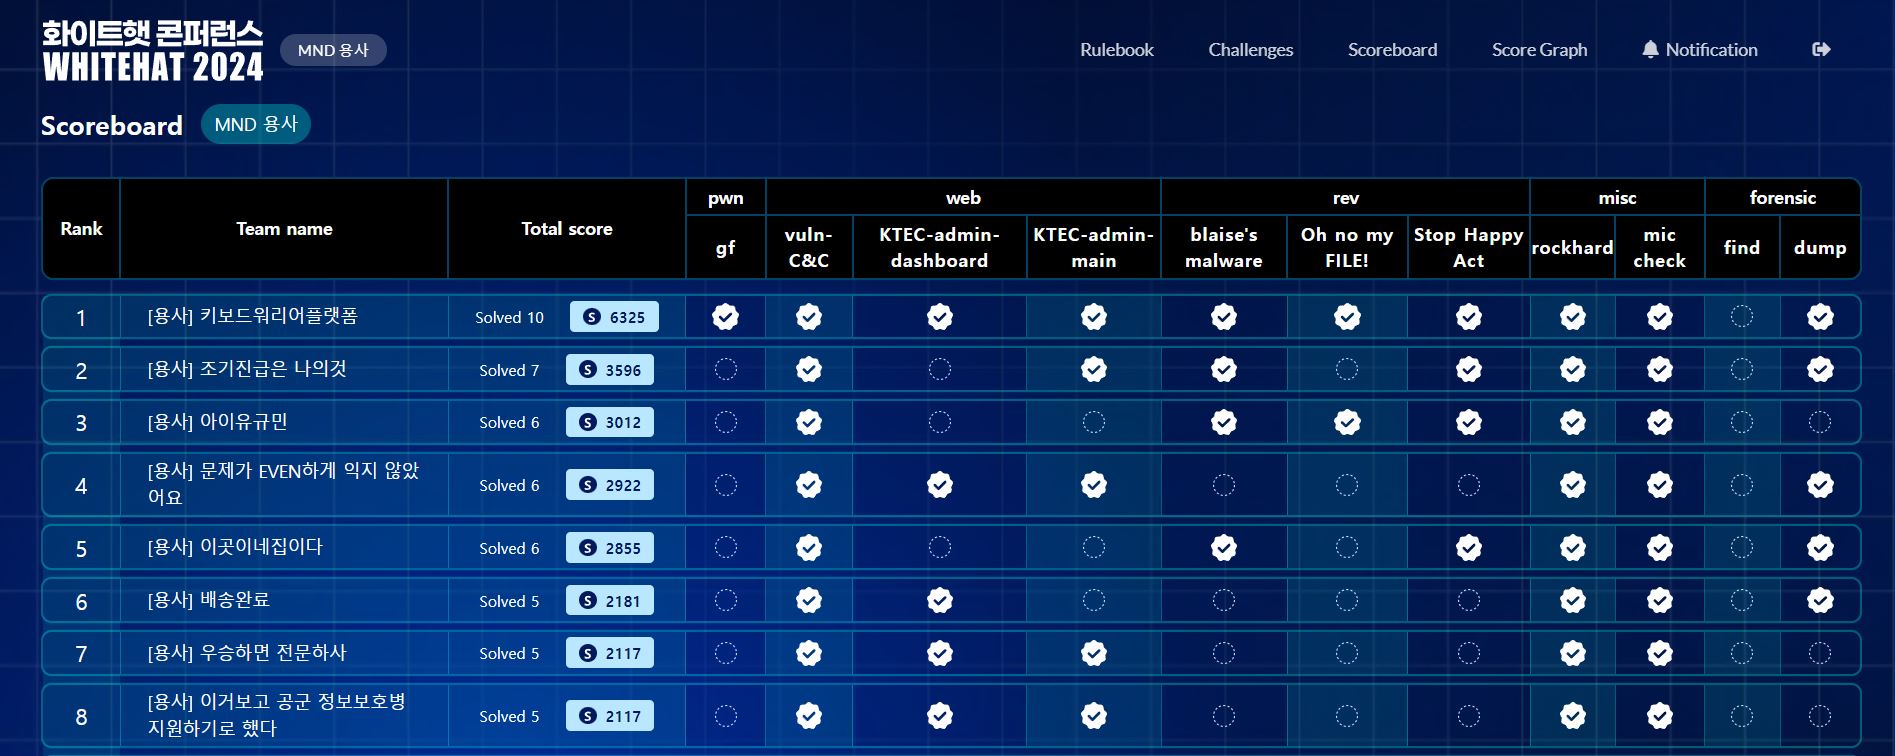 화이트햇 콘퍼런스
WHITEHAT 2024
MND 용사
Rulebook Challenges Scoreboard Score Graph Notification
Scoreboard MND 용사
Rank Team name Total score pwn web rev misc forensic
gf vuln-C&C KTEC-admin-dashboard KTEC-admin-main blaise's malware Oh no my FILE! Stop Happy Act rockhard mic check find dump
1 [용사] 키보드워리어플랫폼 Solved 10 S 6325
2 [용사] 조기진급은 나의것 Solved 7 S 3596
3 [용사] 아이유규민 Solved 6 S 3012
4 [용사] 문제가 EVEN하게 익지 않았
어요 Solved 6 S 2922
5 [용사] 이곳이네집이다 Solved 6 S 2855
6 [용사] 배송완료 Solved 5 S 2181
7 [용사] 우승하면 전문하사 Solved 5 S 2117
8 [용사] 이거보고 공군 정보보호병
지원하기로 했다 Solved 5 S 2117